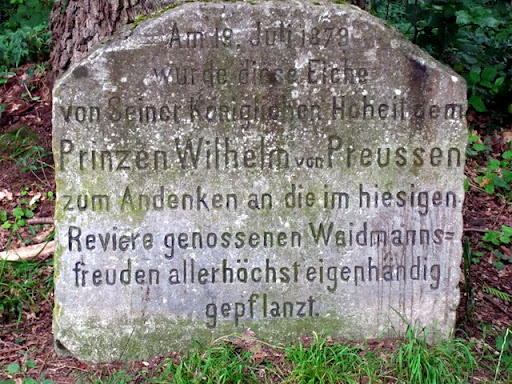 Am 18. Juli 1879
wurde diese Eiche
von Seiner Königlichen Hoheit dem
Prinzen Wilhelm von Preussen
zum Andenken an die im hiesigen
Reviere genossenen Waidmanns=
freuden allerhöchst eigenhändig
gepflanzt.